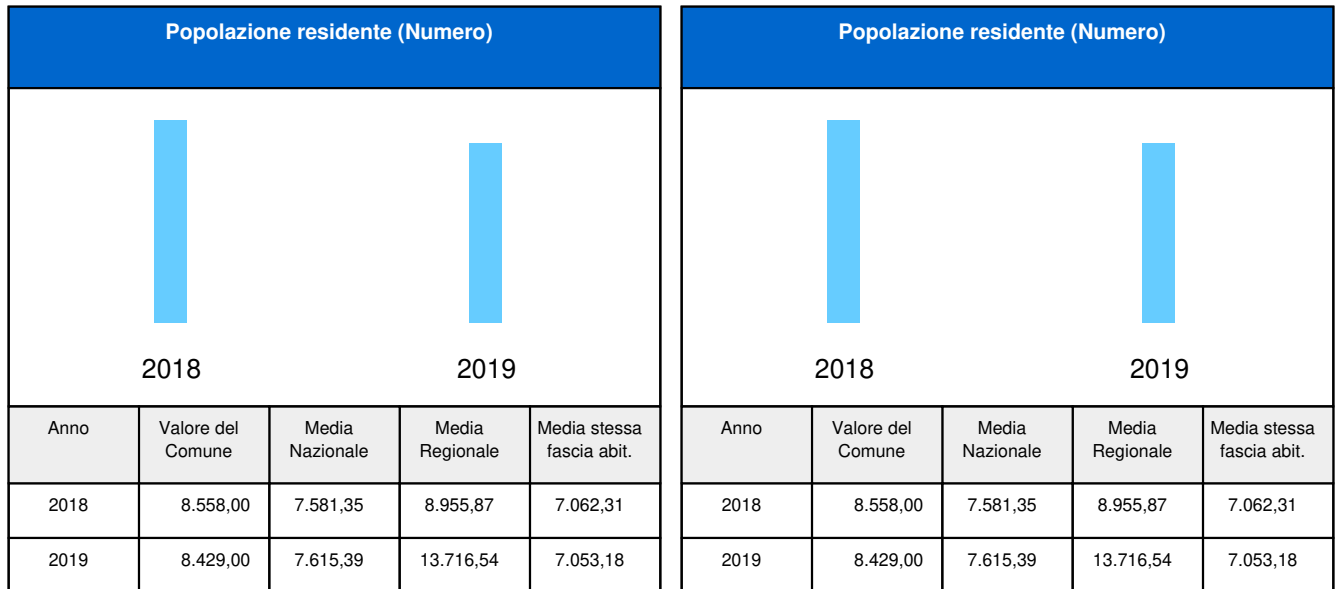 Popolazione residente (Numero)
2018 2019
Anno Valore del Comune Media Nazionale Media Regionale Media stessa fascia abit.
2018 8.558,00 7.581,35 8.955,87 7.062,31
2019 8.429,00 7.615,39 13.716,54 7.053,18
Popolazione residente (Numero)
2018 2019
Anno Valore del Comune Media Nazionale Media Regionale Media stessa fascia abit.
2018 8.558,00 7.581,35 8.955,87 7.062,31
2019 8.429,00 7.615,39 13.716,54 7.053,18